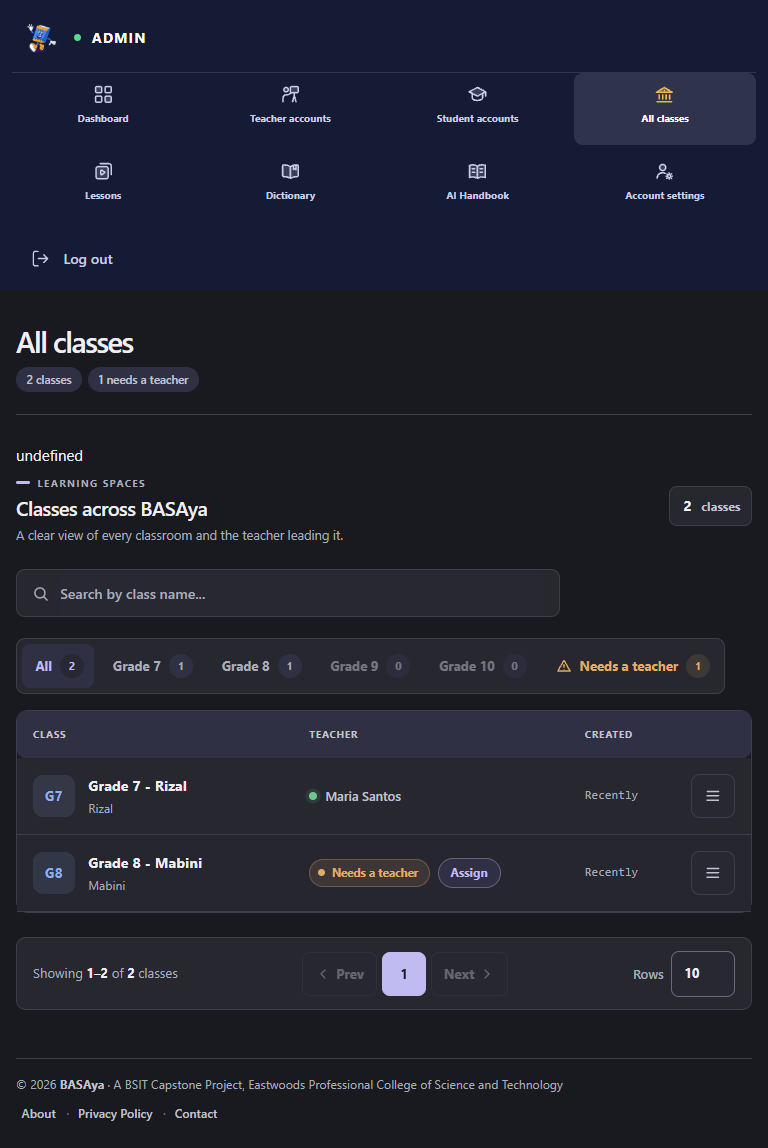 ADMIN
Dashboard
Teacher accounts
Student accounts
All classes
Lessons
Dictionary
AI Handbook
Account settings
Log out
All classes
2 classes
1 needs a teacher
undefined
LEARNING SPACES
Classes across BASAya
A clear view of every classroom and the teacher leading it.
2 classes
Search by class name...
All 2
Grade 7 1
Grade 8 1
Grade 9 0
Grade 10 0
Needs a teacher 1
CLASS TEACHER CREATED
G7
Grade 7 - Rizal
Rizal
Maria Santos
Recently
G8
Grade 8 - Mabini
Mabini
Needs a teacher
Assign
Recently
Showing 1–2 of 2 classes
Prev
1
Next
Rows 10
© 2026 BASAya · A BSIT Capstone Project, Eastwoods Professional College of Science and Technology
About · Privacy Policy · Contact